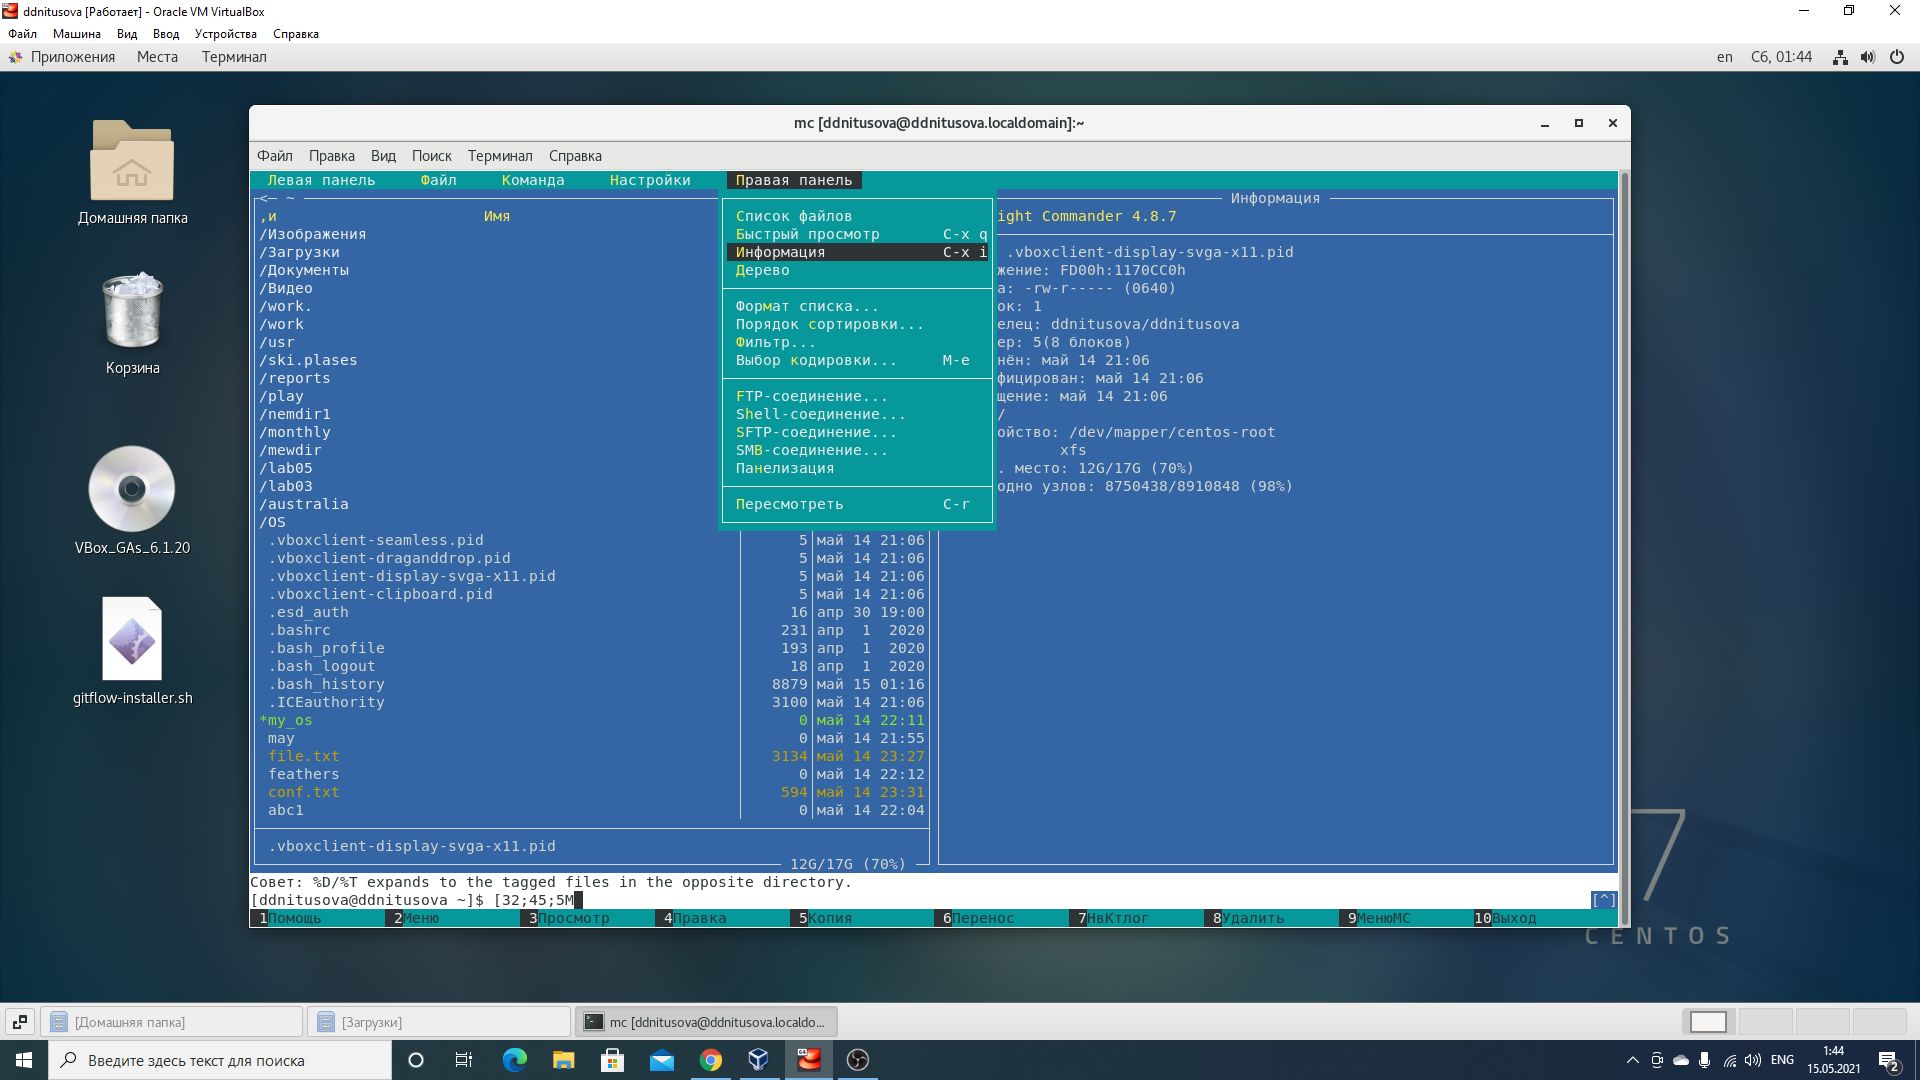 ddnitusova [Работает] - Oracle VM VirtualBox
Файл Машина Вид Ввод Устройства Справка
Приложения Места Терминал en Сб, 01:44
Домашняя папка
Корзина
VBox_GAs_6.1.20
gitflow-installer.sh
mc [ddnitusova@ddnitusova.localdomain]:~
Файл Правка Вид Поиск Терминал Справка
Левая панель Файл Команда Настройки Правая панель
<─ ~
,и Имя
/Изображения
/Загрузки
/Документы
/Видео
/work.
/work
/usr
/ski.plases
/reports
/play
/nemdir1
/monthly
/mewdir
/lab05
/lab03
/australia
/OS
.vboxclient-seamless.pid 5 май 14 21:06
.vboxclient-draganddrop.pid 5 май 14 21:06
.vboxclient-display-svga-x11.pid 5 май 14 21:06
.vboxclient-clipboard.pid 5 май 14 21:06
.esd_auth 16 апр 30 19:00
.bashrc 231 апр 1 2020
.bash_profile 193 апр 1 2020
.bash_logout 18 апр 1 2020
.bash_history 8879 май 15 01:16
.ICEauthority 3100 май 14 21:06
*my_os 0 май 14 22:11
may 0 май 14 21:55
file.txt 3134 май 14 23:27
feathers 0 май 14 22:12
conf.txt 594 май 14 23:31
abc1 0 май 14 22:04
.vboxclient-display-svga-x11.pid
12G/17G (70%)
Список файлов
Быстрый просмотр C-x q
Информация C-x i
Дерево
Формат списка...
Порядок сортировки...
Фильтр...
Выбор кодировки... M-e
FTP-соединение...
Shell-соединение...
SFTP-соединение...
SMB-соединение...
Панелизация
Пересмотреть C-r
Информация
ight Commander 4.8.7
.vboxclient-display-svga-x11.pid
жение: FD00h:1170CC0h
а: -rw-r----- (0640)
ок: 1
елец: ddnitusova/ddnitusova
ер: 5(8 блоков)
нён: май 14 21:06
фицирован: май 14 21:06
щение: май 14 21:06
/
ойство: /dev/mapper/centos-root
xfs
. место: 12G/17G (70%)
одно узлов: 8750438/8910848 (98%)
Совет: %D/%T expands to the tagged files in the opposite directory.
[ddnitusova@ddnitusova ~]$ [32;45;5M [^]
1Помощь 2Меню 3Просмотр 4Правка 5Копия 6Перенос 7НвКтлог 8Удалить 9МенюMC 10Выход
7
CENTOS
[Домашняя папка] [Загрузки] mc [ddnitusova@ddnitusova.localdo...
Введите здесь текст для поиска
64
ENG
1:44
15.05.2021
2